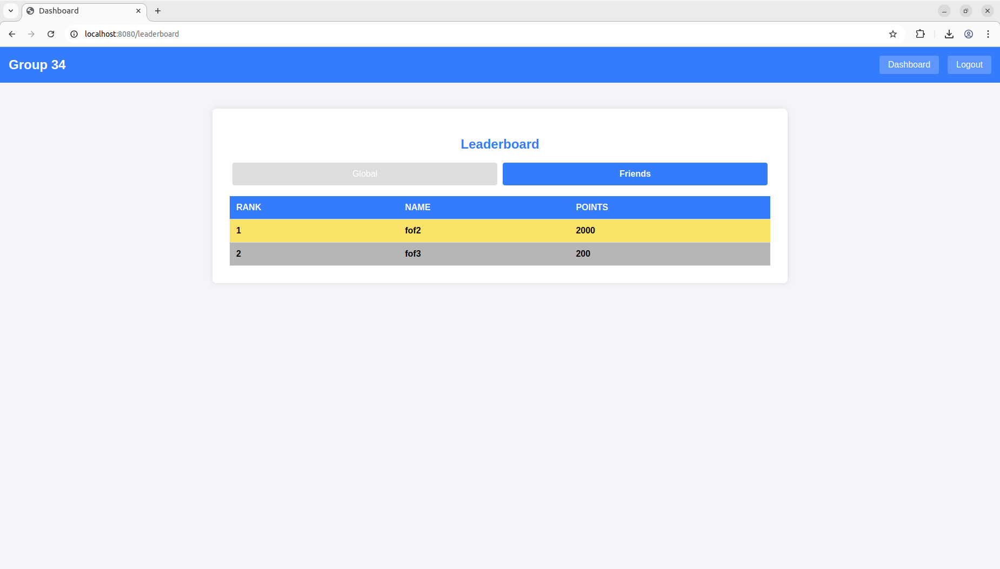 Dashboard
localhost:8080/leaderboard
Group 34
Dashboard
Logout
Leaderboard
Global
Friends
RANK NAME POINTS
1 fof2 2000
2 fof3 200